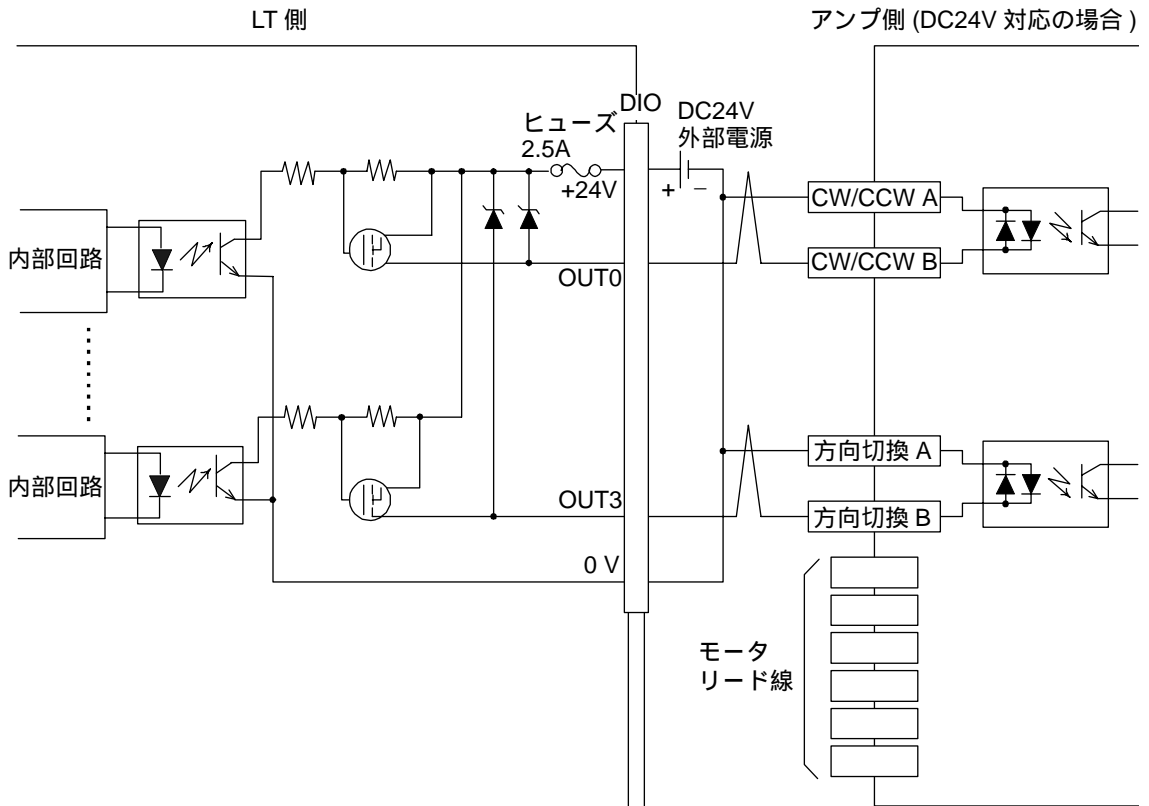 LT 側
アンプ側 (DC24V 対応の場合 )
DIO
ヒューズ
2.5A
+24V
DC24V
外部電源
+ −
CW/CCW A
CW/CCW B
内部回路
OUT0
方向切換 A
方向切換 B
内部回路
OUT3
0 V
モータ
リード線